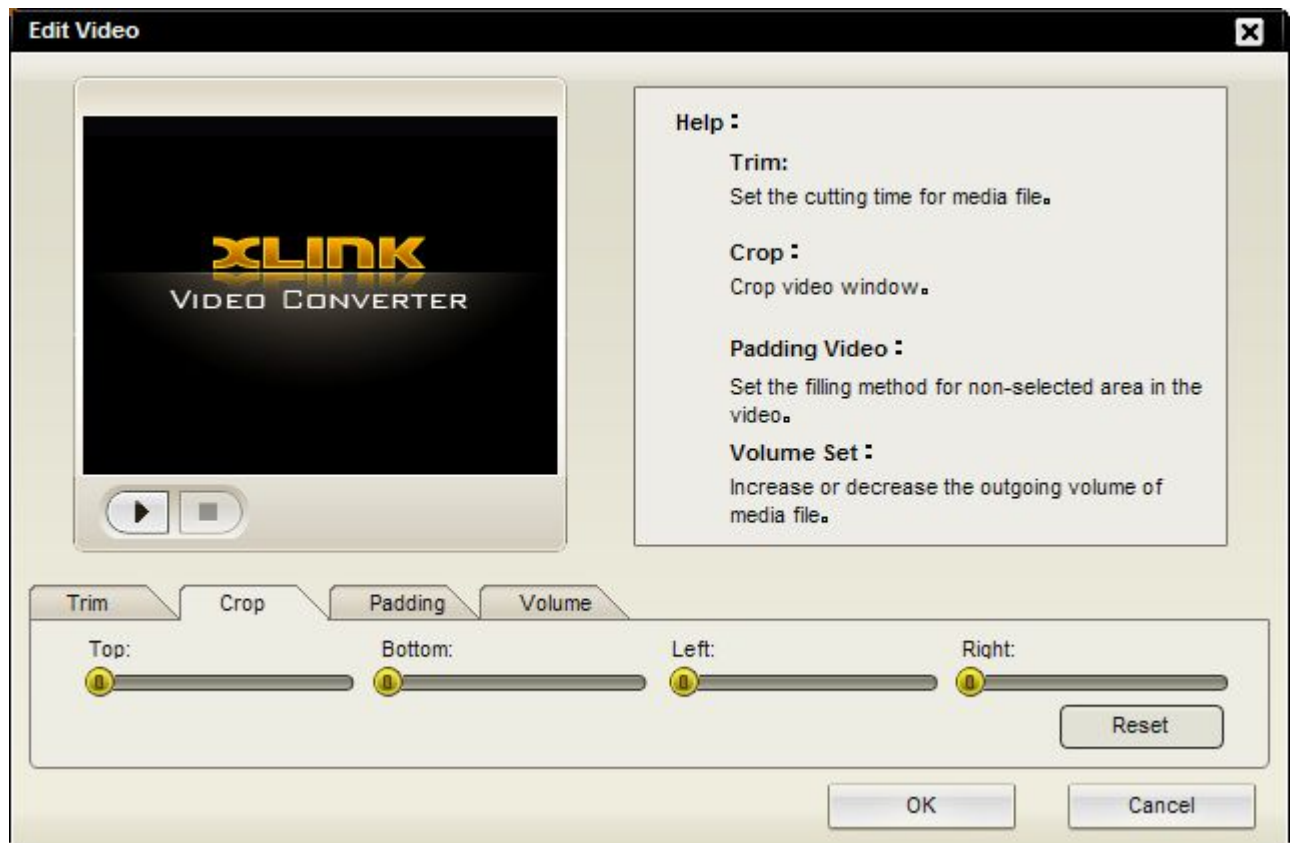 Edit Video
XLINK
VIDEO CONVERTER
Help：
Trim:
Set the cutting time for media file。
Crop：
Crop video window。
Padding Video：
Set the filling method for non-selected area in the
video。
Volume Set：
Increase or decrease the outgoing volume of
media file。
Trim Crop Padding Volume
Top: Bottom: Left: Right:
Reset
OK Cancel